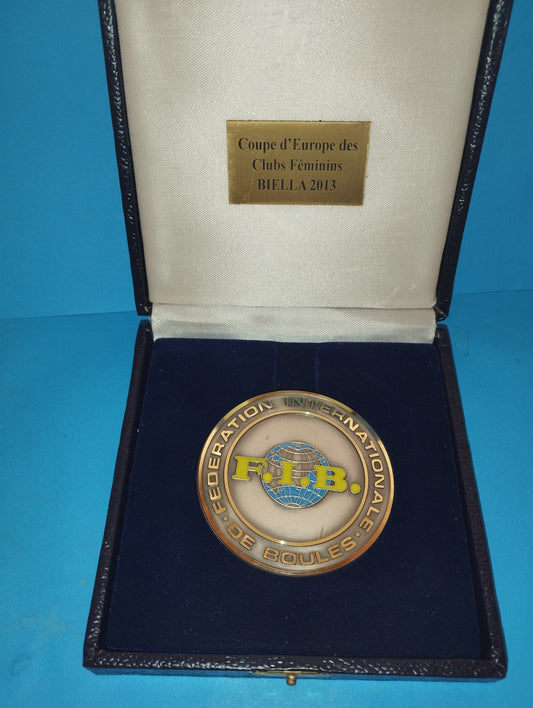 Coupe d'Europe des
Clubs Féminins
BIELLA 2013
FEDERATION INTERNATIONALE
F.I.B.
· DE BOULES ·